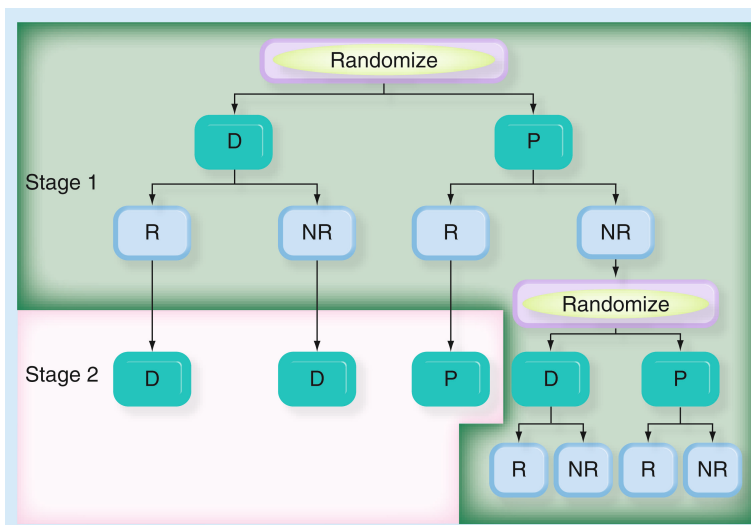 Randomize
D P
Stage 1
R NR R NR
Randomize
Stage 2
D D P D P
R NR R NR